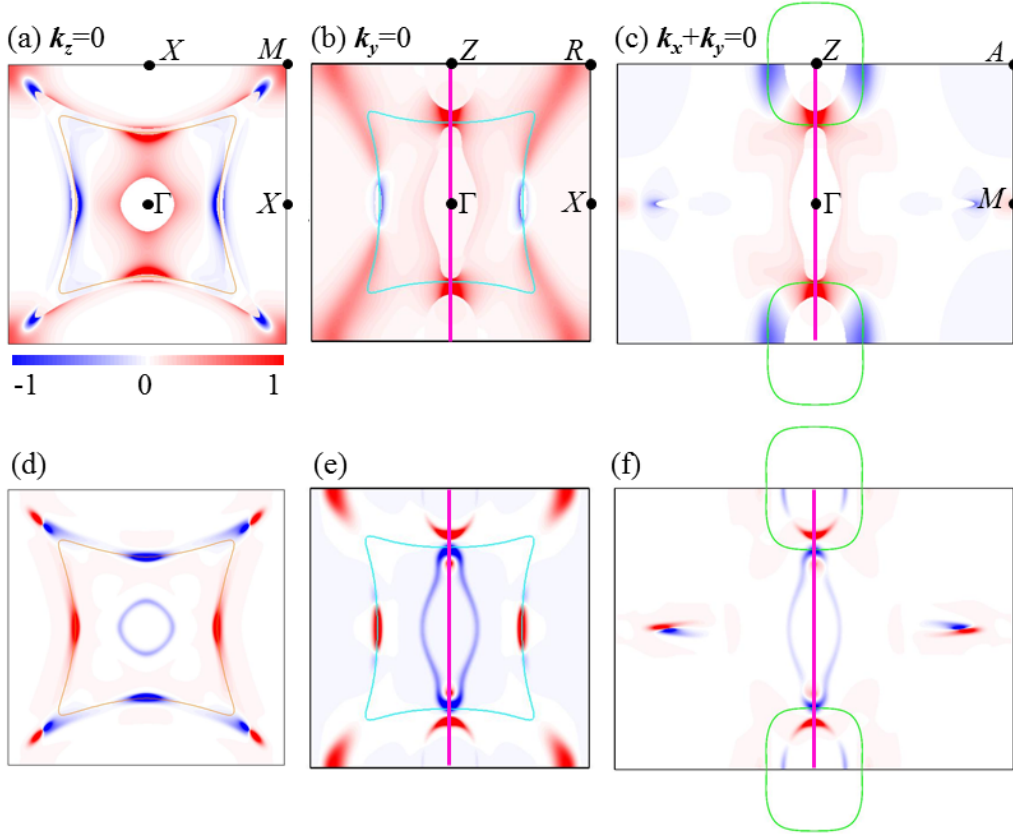 (a) kz=0 X M
(b) ky=0 Z R
(c) kx+ky=0 Z A
Γ X
Γ X
Γ M
-1 0 1
(d)
(e)
(f)